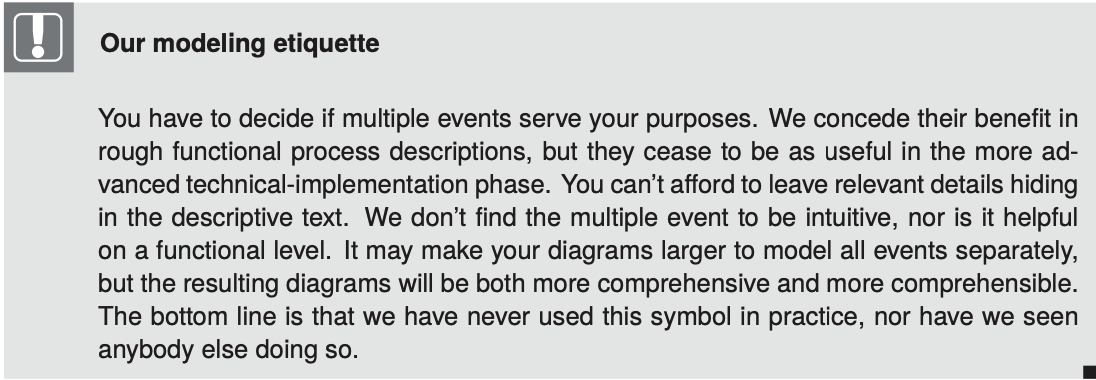 Our modeling etiquette
You have to decide if multiple events serve your purposes. We concede their benefit in
rough functional process descriptions, but they cease to be as useful in the more ad-
vanced technical-implementation phase. You can't afford to leave relevant details hiding
in the descriptive text. We don't find the multiple event to be intuitive, nor is it helpful
on a functional level. It may make your diagrams larger to model all events separately,
but the resulting diagrams will be both more comprehensive and more comprehensible.
The bottom line is that we have never used this symbol in practice, nor have we seen
anybody else doing so.